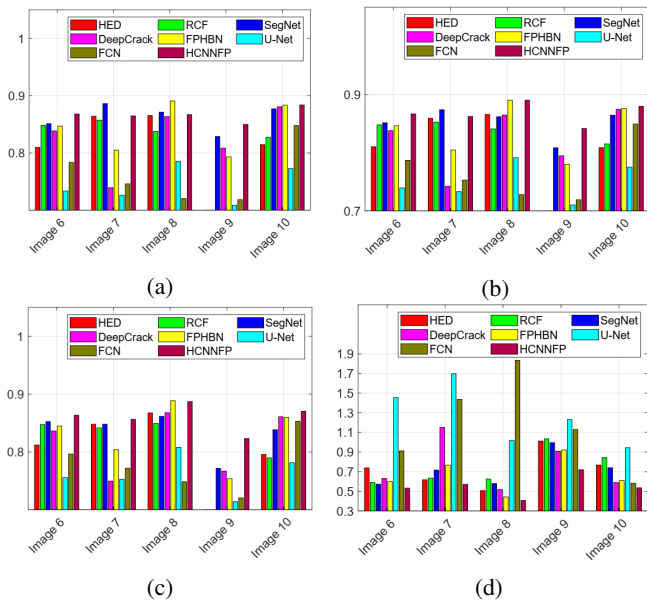 HED RCF SegNet
DeepCrack FPHBN U-Net
FCN HCNNFP
1
0.9
0.8
Image 6 Image 7 Image 8 Image 9 Image 10
(a)
HED RCF SegNet
DeepCrack FPHBN U-Net
FCN HCNNFP
0.9
0.7
Image 6 Image 7 Image 8 Image 9 Image 10
(b)
HED RCF SegNet
DeepCrack FPHBN U-Net
FCN HCNNFP
1
0.9
0.8
Image 6 Image 7 Image 8 Image 9 Image 10
(c)
HED RCF SegNet
DeepCrack FPHBN U-Net
FCN HCNNFP
1.9
1.7
1.5
1.3
1.1
0.9
0.7
0.5
0.3
Image 6 Image 7 Image 8 Image 9 Image 10
(d)